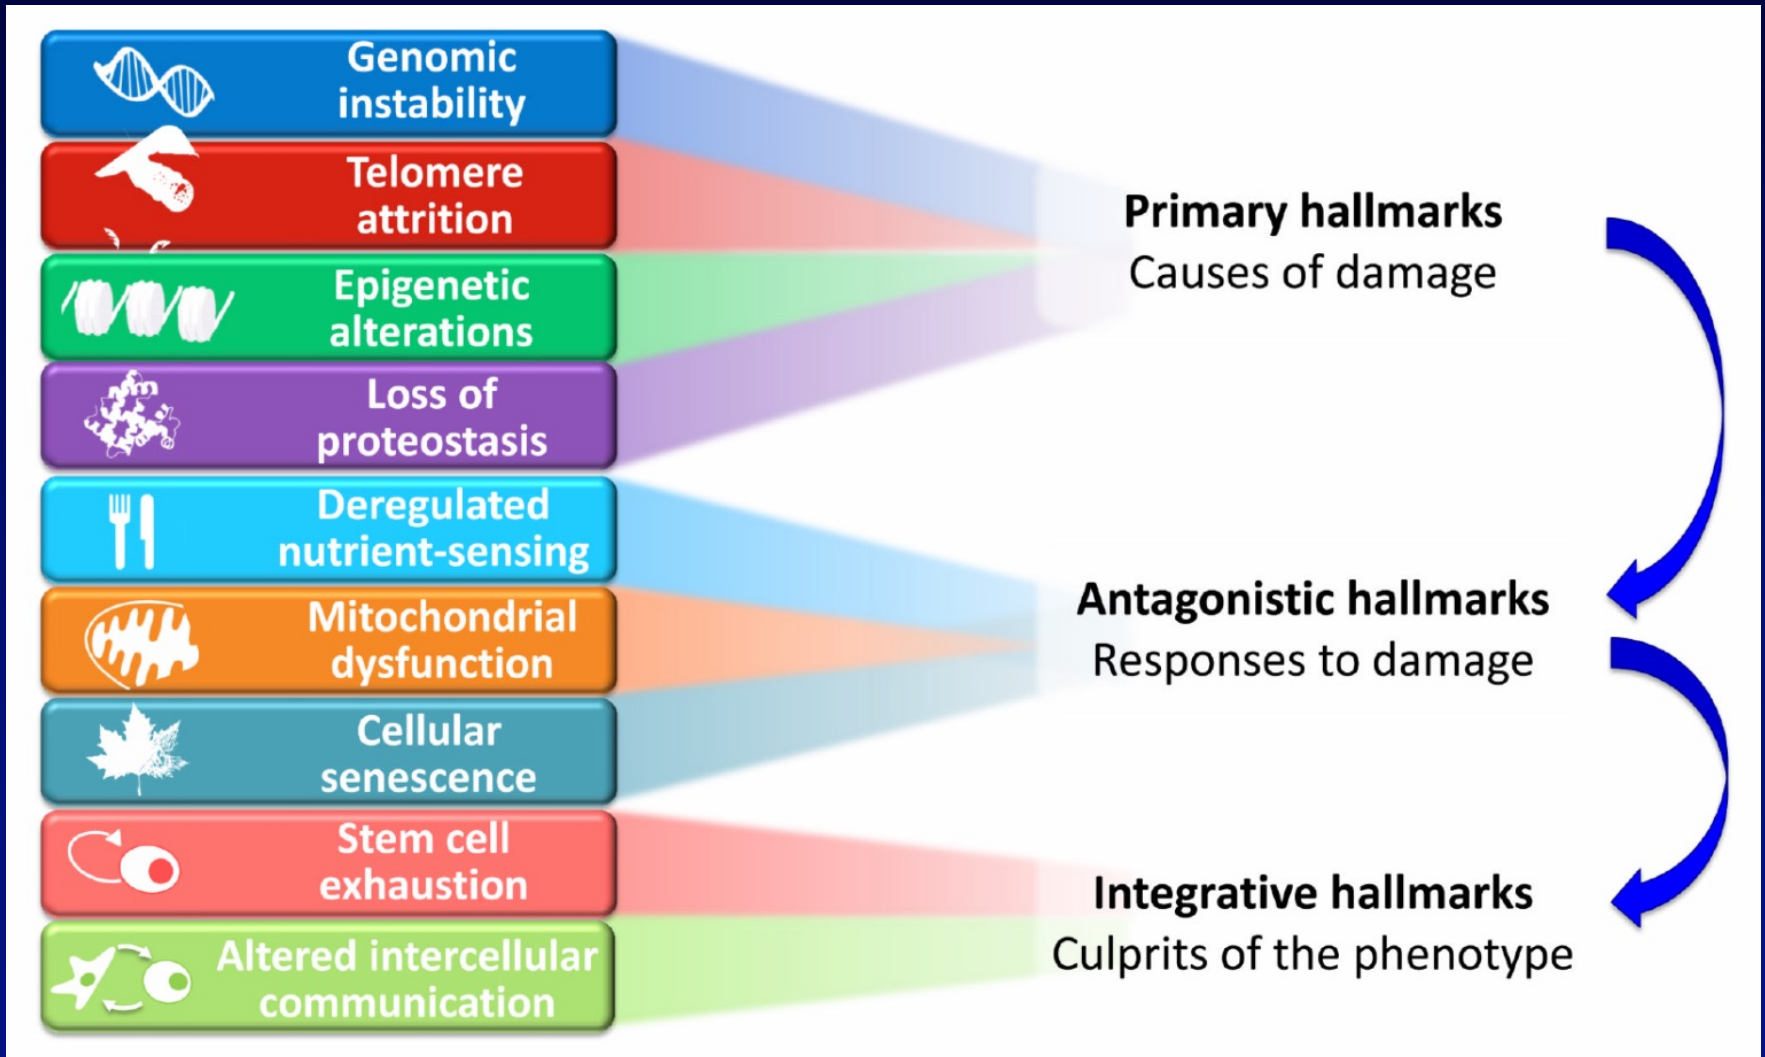 Genomic
instability
Telomere
attrition
Epigenetic
alterations
Loss of
proteostasis
Deregulated
nutrient-sensing
Mitochondrial
dysfunction
Cellular
senescence
Stem cell
exhaustion
Altered intercellular
communication
Primary hallmarks
Causes of damage
Antagonistic hallmarks
Responses to damage
Integrative hallmarks
Culprits of the phenotype